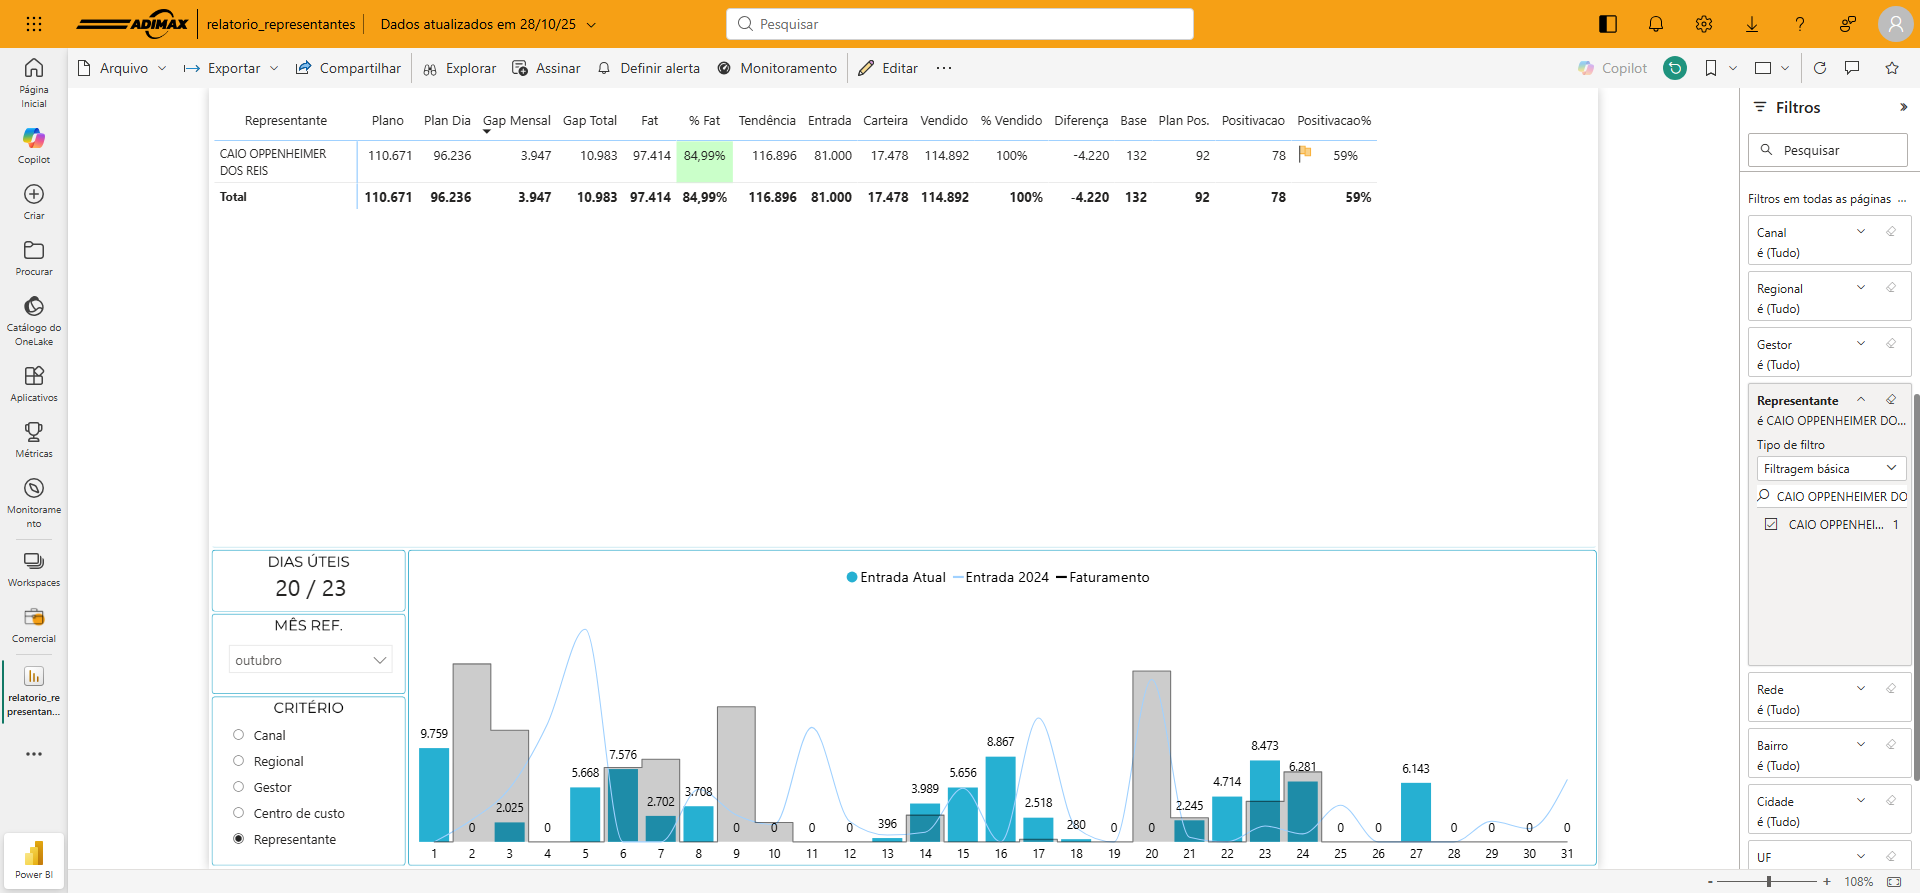 ADIMAX
relatorio_representantes
Dados atualizados em 28/10/25
Pesquisar
A
Arquivo
Exportar
Compartilhar
Explorar
Assinar
Definir alerta
Monitoramento
Editar
Copilot
Página
Inicial
Copilot
Criar
Procurar
Catálogo do
OneLake
Aplicativos
Métricas
Monitorame
nto
Workspaces
Comercial
relatorio_re
presentan...
Power BI
Representante Plano Plan Dia Gap Mensal Gap Total Fat % Fat Tendência Entrada Carteira Vendido % Vendido Diferença Base Plan Pos. Positivacao Positivacao%
CAIO OPPENHEIMER
DOS REIS
110.671 96.236 3.947 10.983 97.414 84,99% 116.896 81.000 17.478 114.892 100% -4.220 132 92 78 59%
Total 110.671 96.236 3.947 10.983 97.414 84,99% 116.896 81.000 17.478 114.892 100% -4.220 132 92 78 59%
DIAS ÚTEIS
20 / 23
MÊS REF.
outubro
CRITÉRIO
Canal
Regional
Gestor
Centro de custo
Representante
Entrada Atual Entrada 2024 Faturamento
9.759 0 2.025 0 5.668 7.576 2.702 3.708 0 0 0 0 396 3.989 5.656 8.867 2.518 280 0 0 2.245 4.714 8.473 6.281 0 0 6.143 0 0 0 0
1 2 3 4 5 6 7 8 9 10 11 12 13 14 15 16 17 18 19 20 21 22 23 24 25 26 27 28 29 30 31
Filtros
Pesquisar
Filtros em todas as páginas ...
Canal
é (Tudo)
Regional
é (Tudo)
Gestor
é (Tudo)
Representante
é CAIO OPPENHEIMER DO...
Tipo de filtro
Filtragem básica
CAIO OPPENHEIMER DO
CAIO OPPENHEI... 1
Rede
é (Tudo)
Bairro
é (Tudo)
Cidade
é (Tudo)
UF
- + 108%